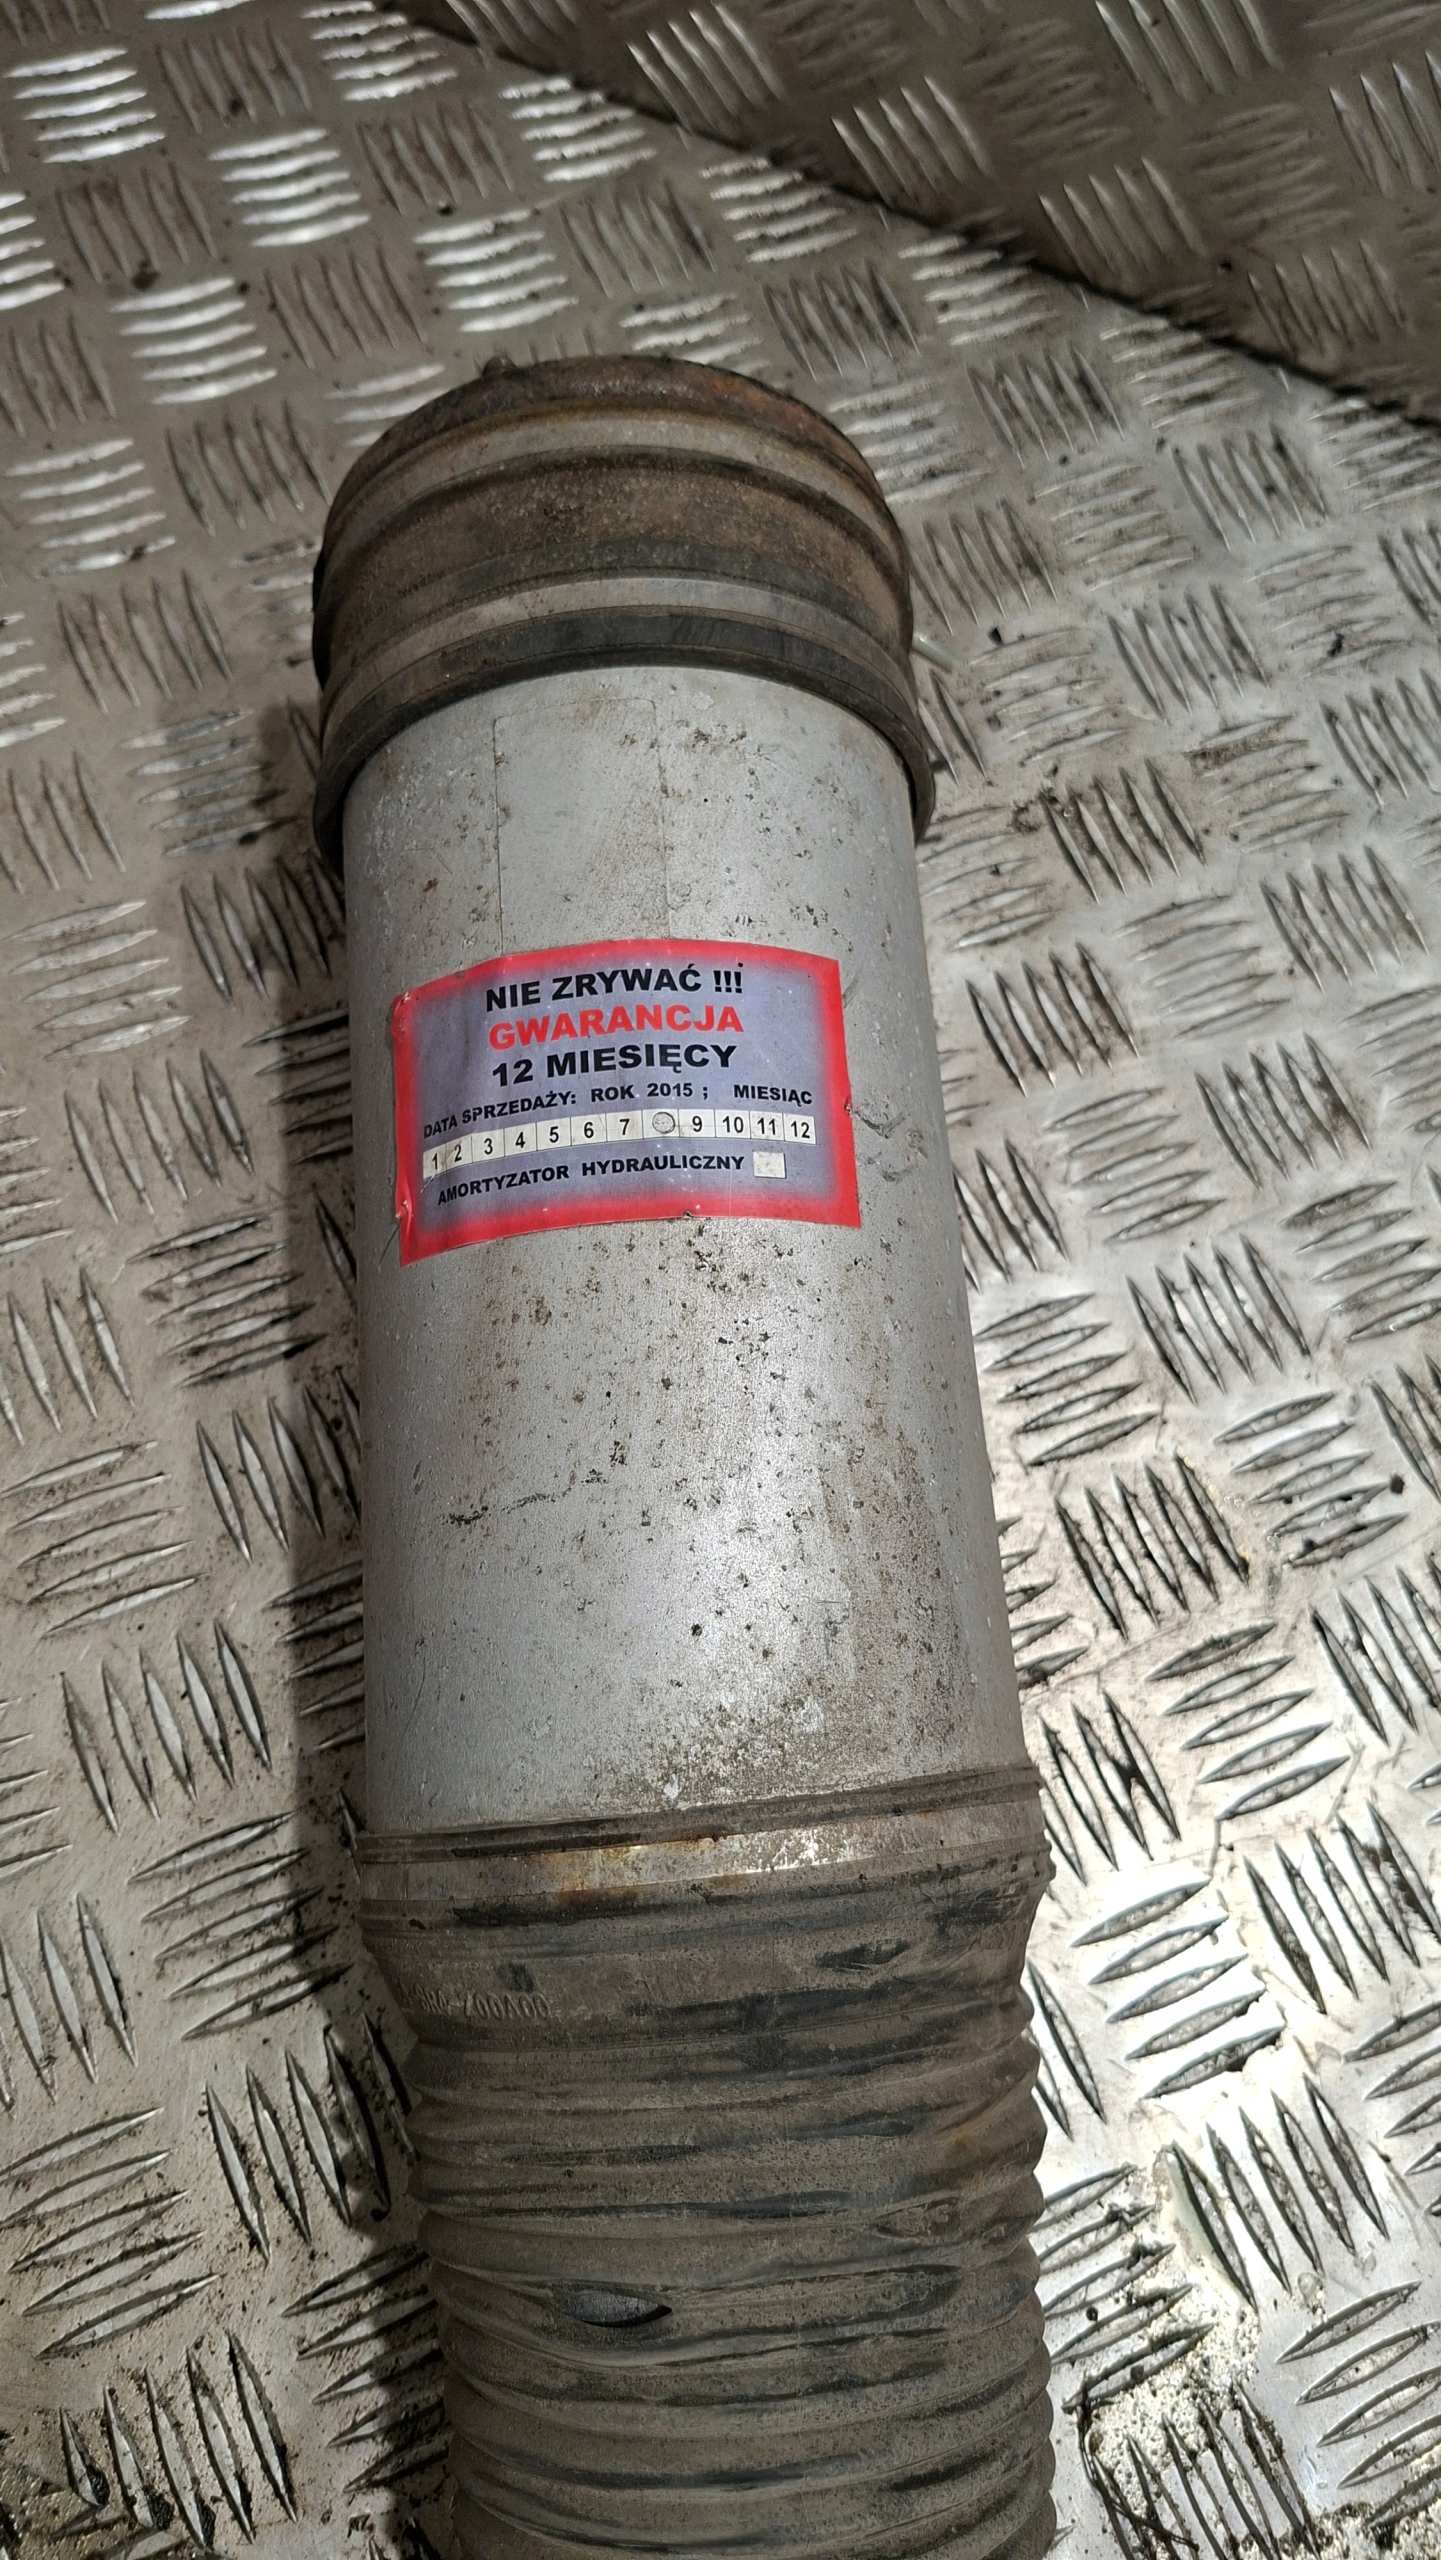 NIE ZRYWAĆ !!!
GWARANCJA
12 MIESIĘCY
DATA SPRZEDAŻY: ROK 2015 ; MIESIĄC
1 2 3 4 5 6 7 9 10 11 12
AMORTYZATOR HYDRAULICZNY